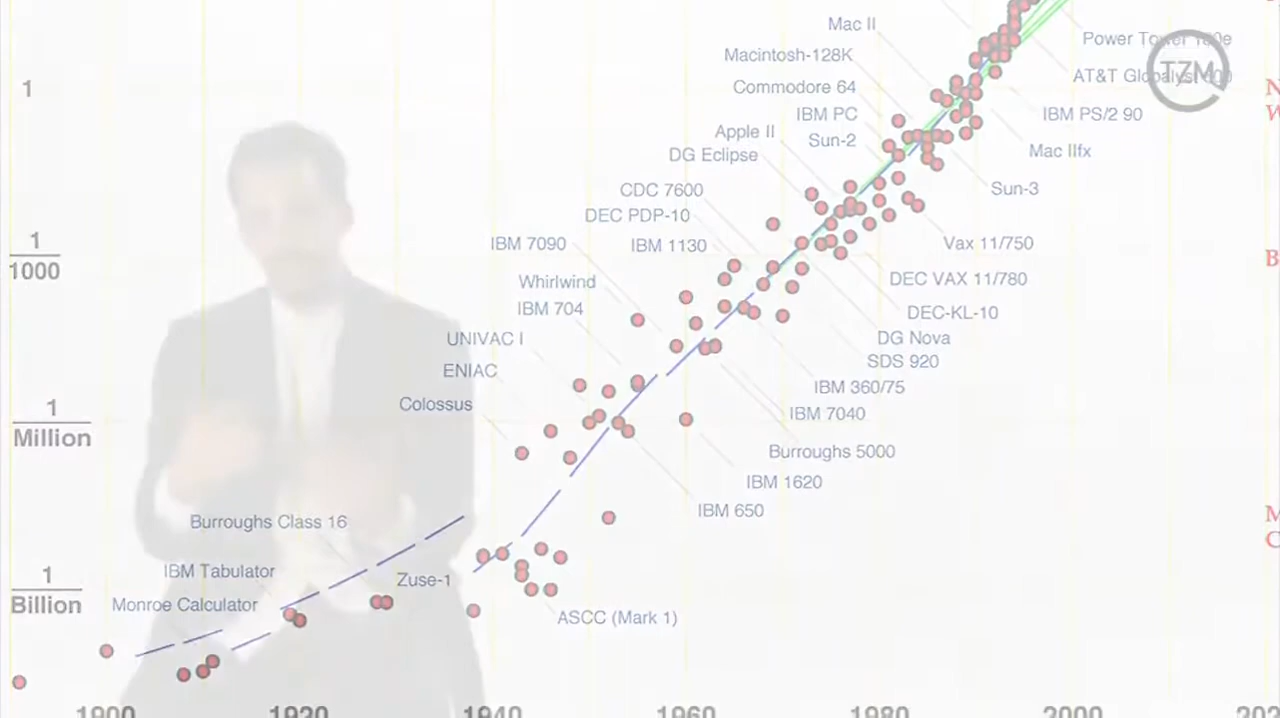 Mac II
Power Tower 180e
Macintosh-128K
AT&T Globalyst 600
TZM
1
Commodore 64
IBM PC
IBM PS/2 90
Apple II
Sun-2
Mac IIfx
DG Eclipse
CDC 7600
Sun-3
DEC PDP-10
IBM 7090
IBM 1130
Vax 11/750
1
1000
B
Whirlwind
DEC VAX 11/780
IBM 704
DEC-KL-10
UNIVAC I
DG Nova
SDS 920
ENIAC
IBM 360/75
Colossus
IBM 7040
1
Million
Burroughs 5000
IBM 1620
IBM 650
Burroughs Class 16
M
C
IBM Tabulator
Zuse-1
1
Billion
Monroe Calculator
ASCC (Mark 1)
1900
1920
1940
1960
1980
2000